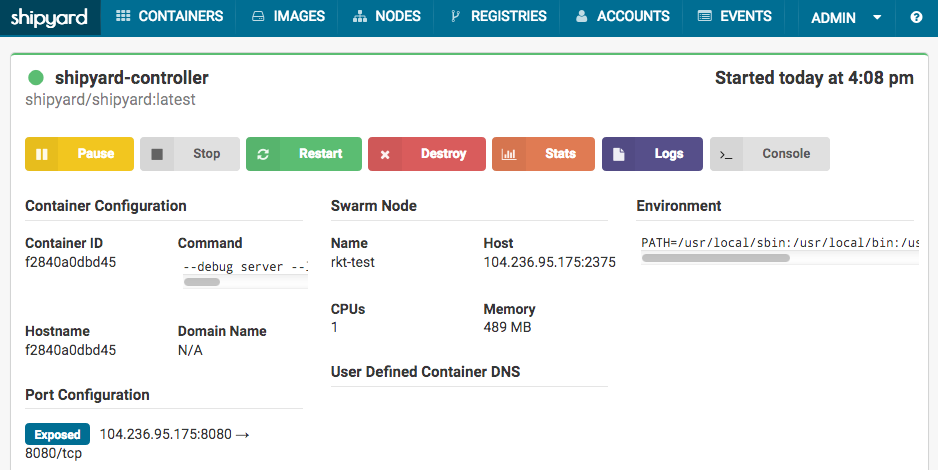 shipyard CONTAINERS IMAGES NODES REGISTRIES ACCOUNTS EVENTS ADMIN
shipyard-controller Started today at 4:08 pm
shipyard/shipyard:latest
Pause Stop Restart Destroy Stats Logs Console
Container Configuration Swarm Node Environment
Container ID Command Name Host PATH=/usr/local/sbin:/usr/local/bin:/us
f2840a0dbd45 --debug server -- rkt-test 104.236.95.175:2375
CPUs Memory
1 489 MB
Hostname Domain Name
f2840a0dbd45 N/A
User Defined Container DNS
Port Configuration
Exposed 104.236.95.175:8080 →
8080/tcp